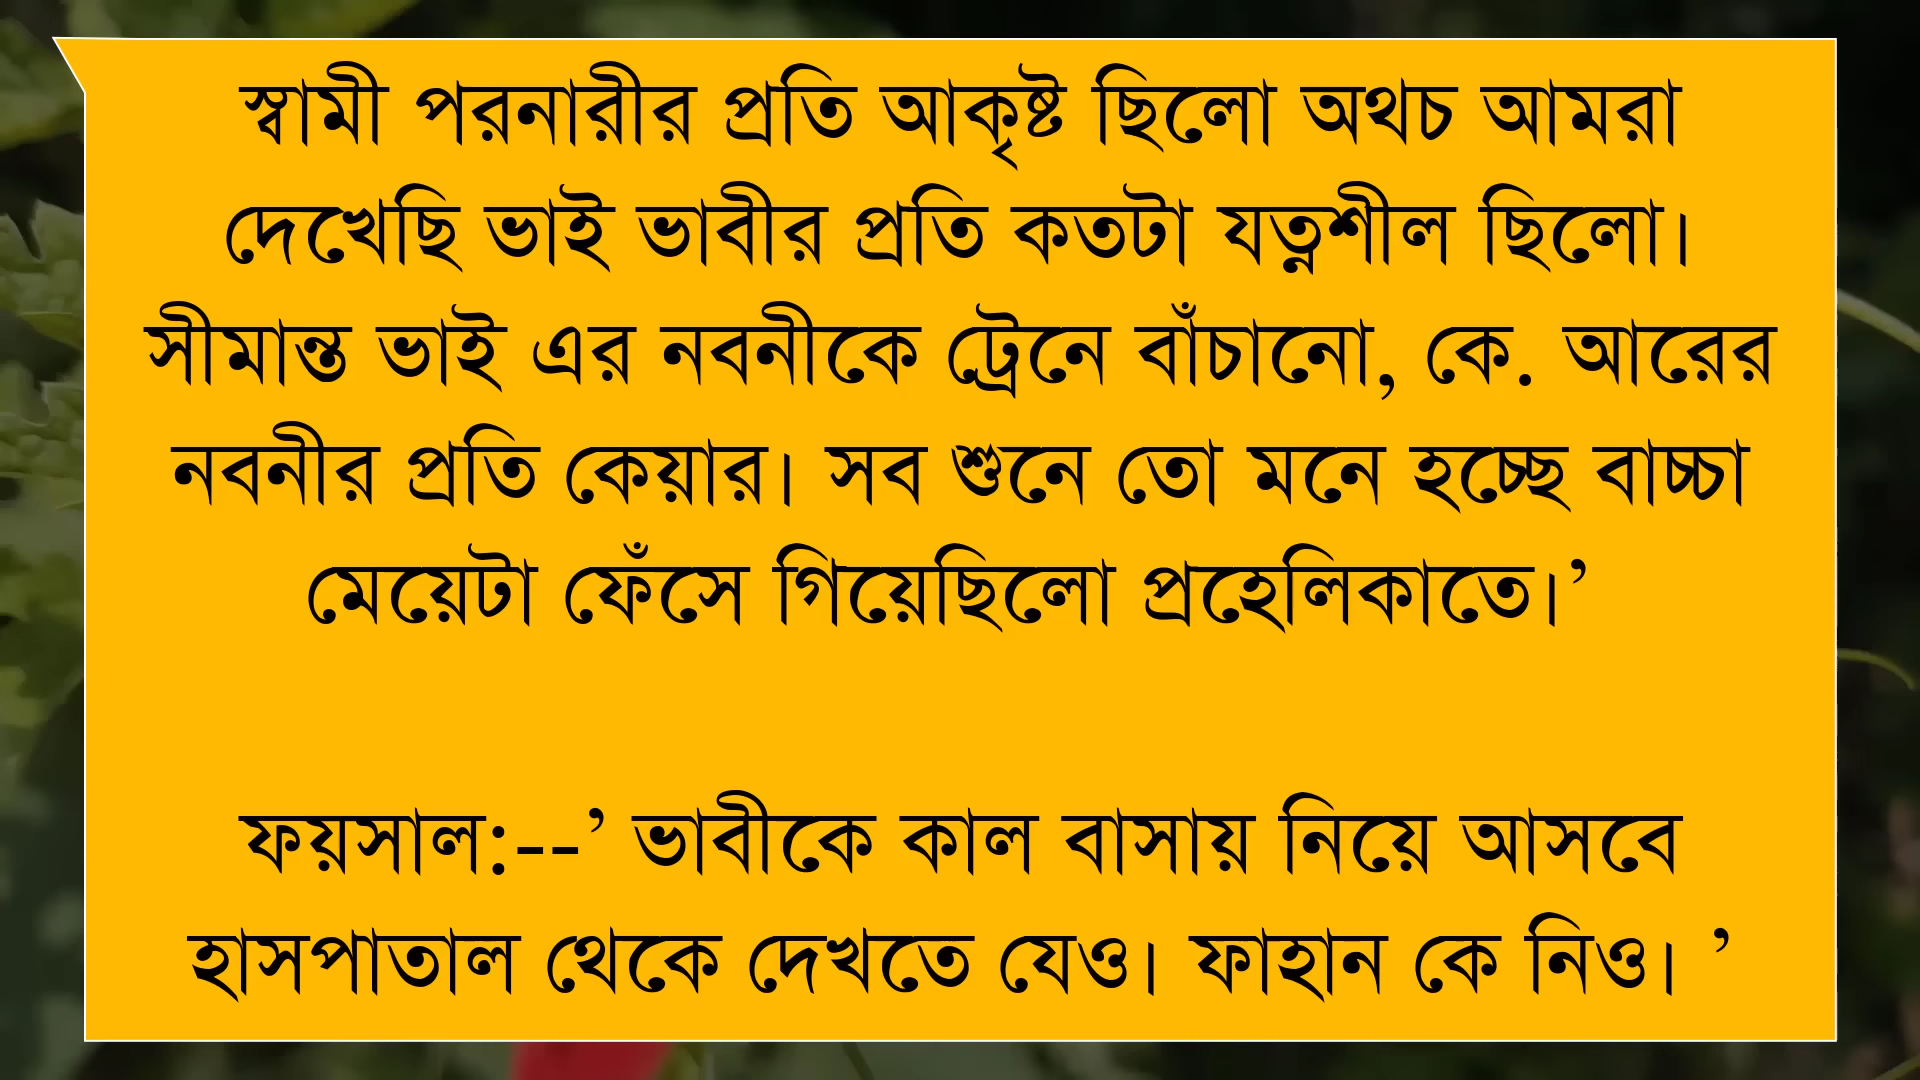 স্বামী পরনারীর প্রতি আকৃষ্ট ছিলো অথচ আমরা
দেখেছি ভাই ভাবীর প্রতি কতটা যত্নশীল ছিলো।
সীমান্ত ভাই এর নবনীকে ট্রেনে বাঁচানো, কে. আরের
নবনীর প্রতি কেয়ার। সব শুনে তো মনে হচ্ছে বাচ্চা
মেয়েটা ফেঁসে গিয়েছিলো প্রহেলিকাতে।’
ফয়সাল:--’ ভাবীকে কাল বাসায় নিয়ে আসবে
হাসপাতাল থেকে দেখতে যেও। ফাহান কে নিও। ’